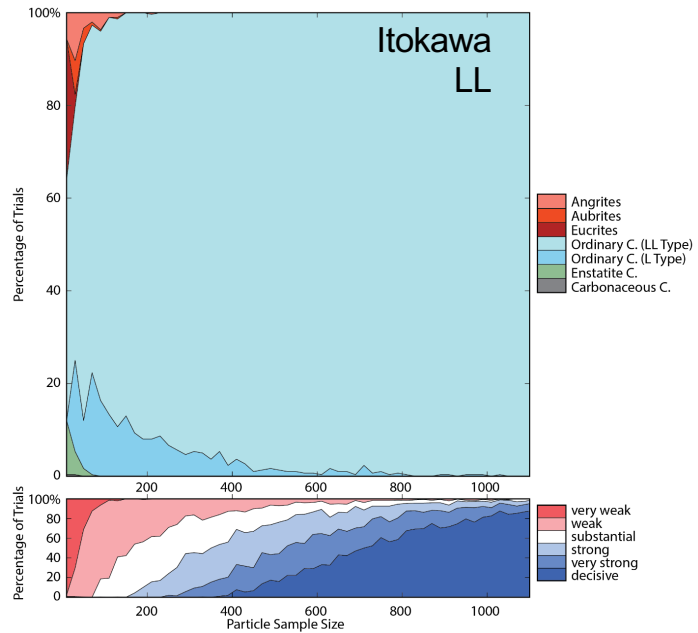 Itokawa
LL
100%
80
60
40
20
0
Percentage of Trials
200
400
600
800
1000
Angrites
Aubrites
Eucrites
Ordinary C. (LL Type)
Ordinary C. (L Type)
Enstatite C.
Carbonaceous C.
100%
80
60
40
20
0
Percentage of Trials
200
400
600
800
1000
Particle Sample Size
very weak
weak
substantial
strong
very strong
decisive